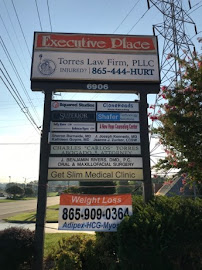 Executive Place
Torres Law Firm, PLLC
INJURED? 865-444-HURT
6906
Squared Studios
Crossroads
Shafer
A New Hope Counseling Center
CHARLES "CARLOS" TORRES
ABOGADO & ATTORNEY
J. BENJAMIN RIVERS, DMD, P.C.
ORAL & MAXILLOFACIAL SURGERY
Get Slim Medical Clinic
Weight Loss
865-909-0364
Adipex-HCG-Myo